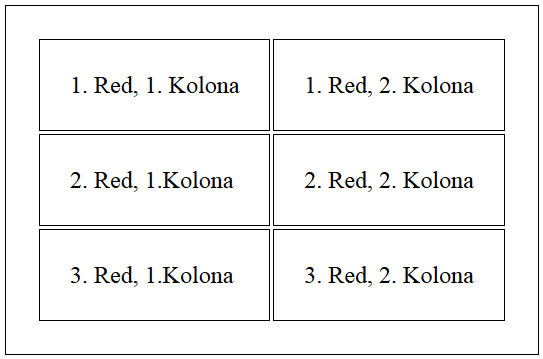 1. Red, 1. Kolona
1. Red, 2. Kolona
2. Red, 1.Kolona
2. Red, 2. Kolona
3. Red, 1.Kolona
3. Red, 2. Kolona